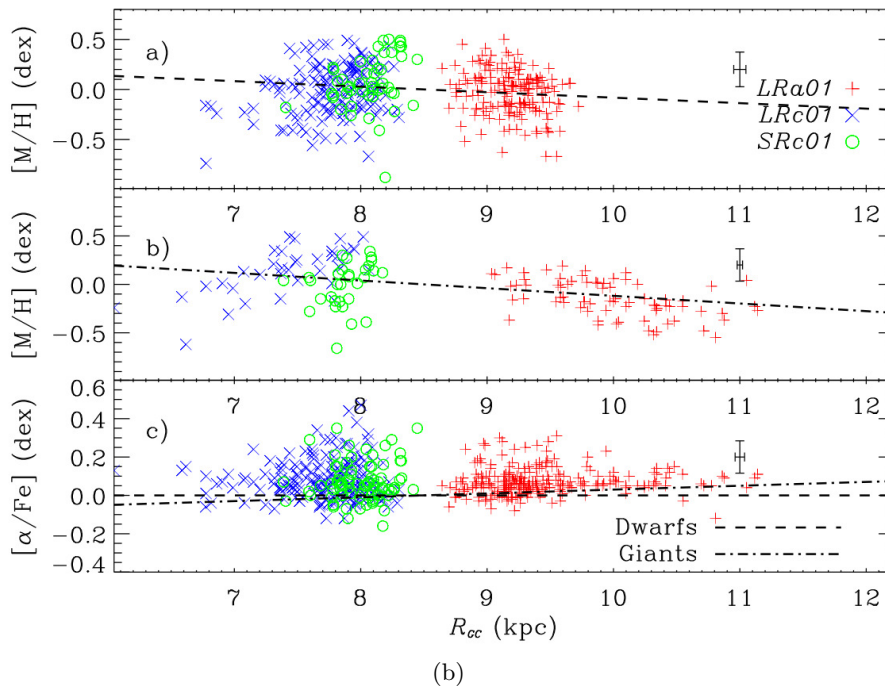 a)
[M/H] (dex)
0.5
0.0
−0.5
LRa01
LRc01
SRc01
7 8 9 10 11 12
b)
[M/H] (dex)
0.5
0.0
−0.5
7 8 9 10 11 12
c)
[α/Fe] (dex)
0.6
0.4
0.2
0.0
−0.2
0.4
Dwarfs
Giants
7 8 9 10 11 12
Rgc (kpc)
(b)